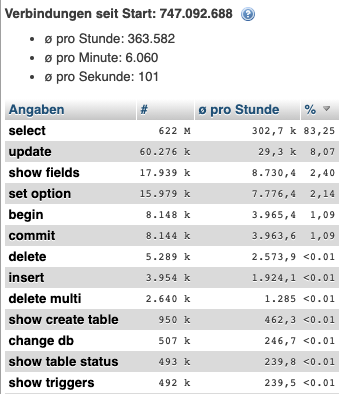 Verbindungen seit Start: 747.092.688
ø pro Stunde: 363.582
ø pro Minute: 6.060
ø pro Sekunde: 101
Angaben # ø pro Stunde %
select 622 M 302,7 k 83,25
update 60.276 k 29,3 k 8,07
show fields 17.939 k 8.730,4 2,40
set option 15.979 k 7.776,4 2,14
begin 8.148 k 3.965,4 1,09
commit 8.144 k 3.963,6 1,09
delete 5.289 k 2.573,9 <0.01
insert 3.954 k 1.924,1 <0.01
delete multi 2.640 k 1.285 <0.01
show create table 950 k 462,3 <0.01
change db 507 k 246,7 <0.01
show table status 493 k 239,8 <0.01
show triggers 492 k 239,5 <0.01